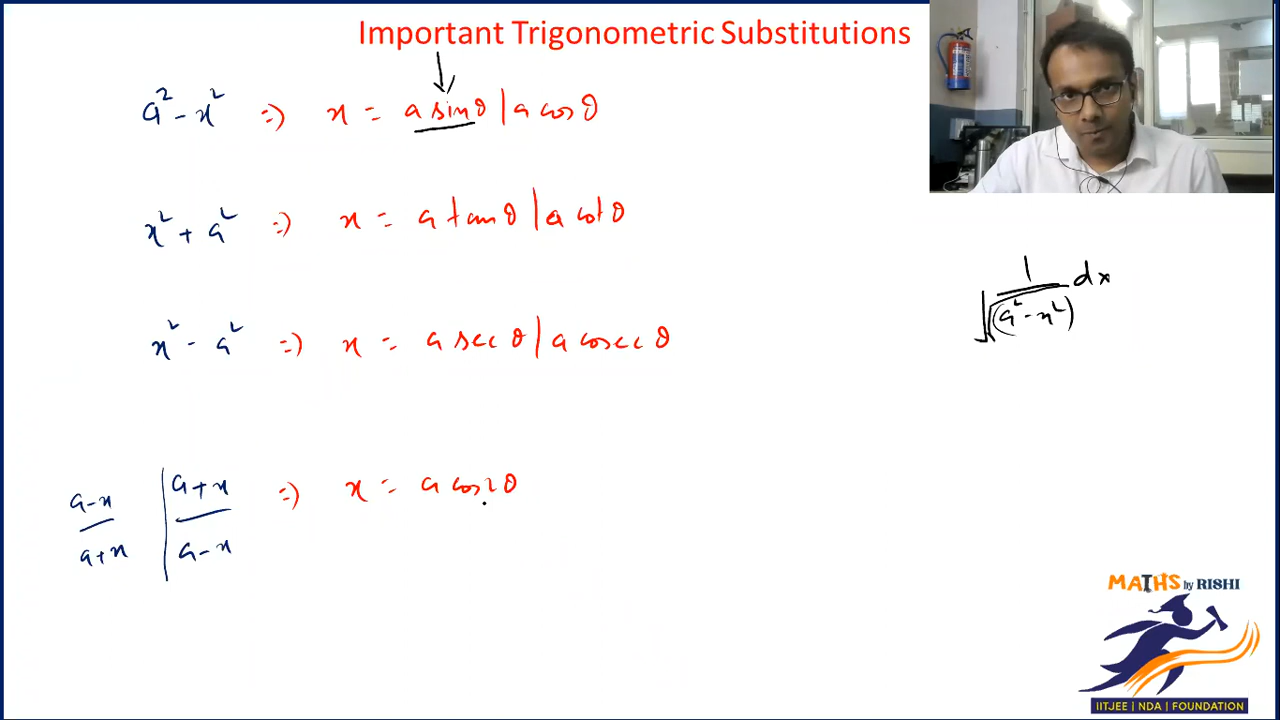 Important Trigonometric Substitutions
a² - x² ⇒ x = a sinθ | a cosθ
x² + a² ⇒ x = a tanθ | a cotθ
1/√(a² - x²) dx
x² - a² ⇒ x = a secθ | a cosecθ
a-x/a+x | a+x/a-x ⇒ x = a cos2θ
MATHS by RISHI
IITJEE | NDA | FOUNDATION